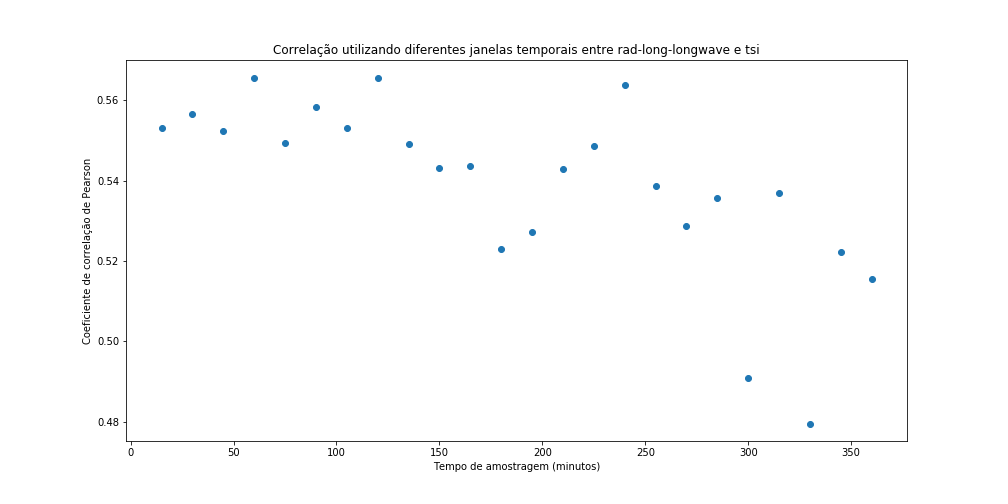 Correlação utilizando diferentes janelas temporais entre rad-long-longwave e tsi
Coeficiente de correlação de Pearson
0.56
0.54
0.52
0.50
0.48
0 50 100 150 200 250 300 350
Tempo de amostragem (minutos)